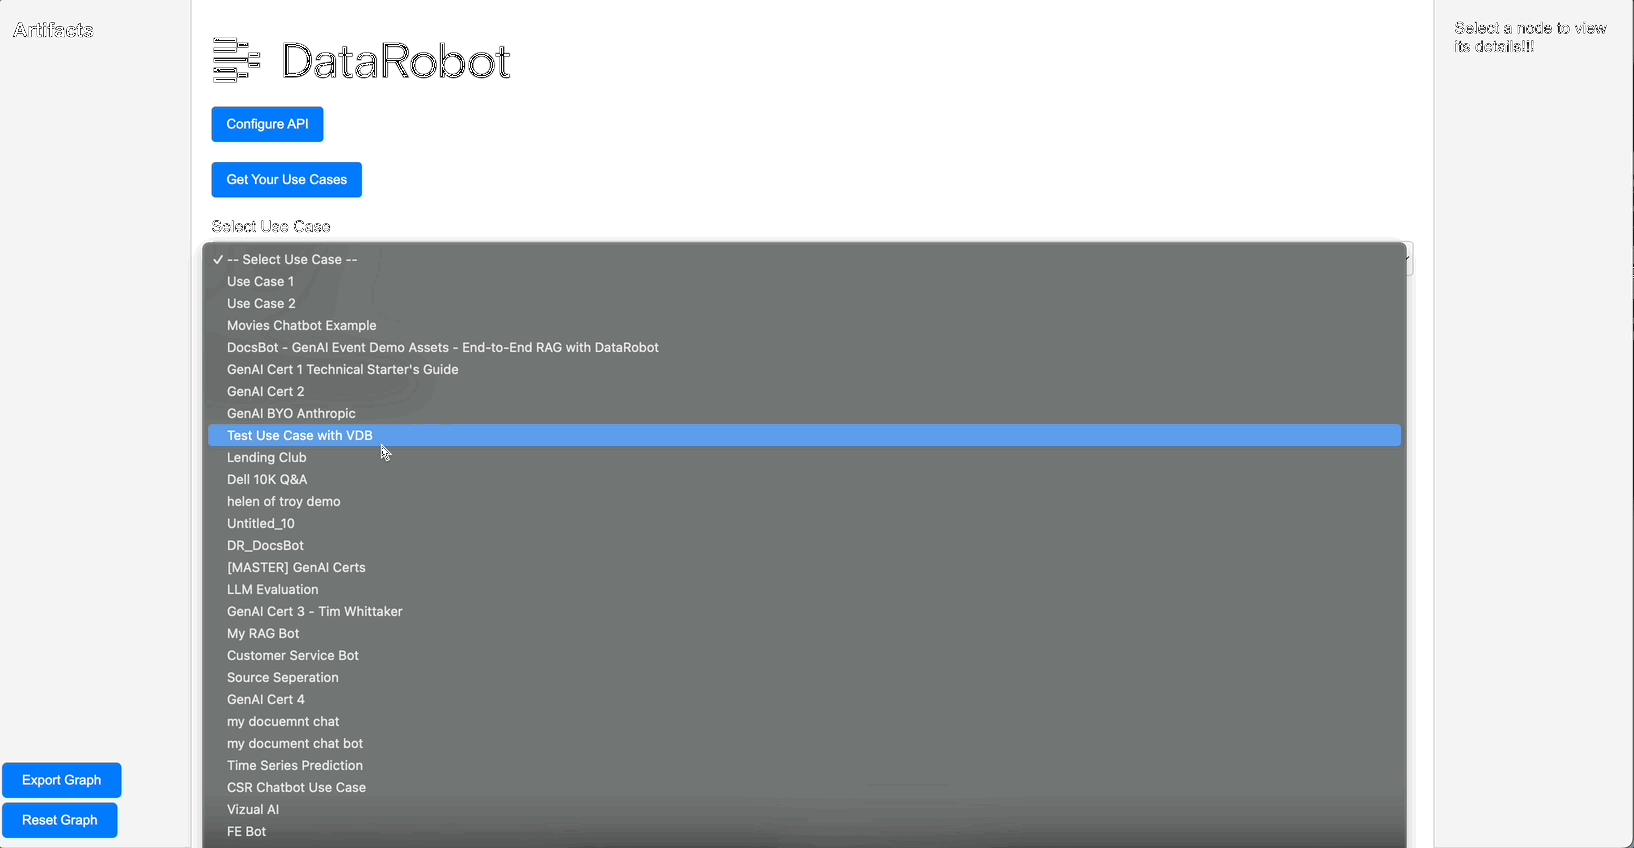 Artifacts
DataRobot
Configure API
Get Your Use Cases
Select Use Case
✓ -- Select Use Case --
Use Case 1
Use Case 2
Movies Chatbot Example
DocsBot - GenAI Event Demo Assets - End-to-End RAG with DataRobot
GenAI Cert 1 Technical Starter's Guide
GenAI Cert 2
GenAI BYO Anthropic
Test Use Case with VDB
Lending Club
Dell 10K Q&A
helen of troy demo
Untitled_10
DR_DocsBot
[MASTER] GenAI Certs
LLM Evaluation
GenAI Cert 3 - Tim Whittaker
My RAG Bot
Customer Service Bot
Source Seperation
GenAI Cert 4
my docuemnt chat
my document chat bot
Time Series Prediction
CSR Chatbot Use Case
Vizual AI
FE Bot
Export Graph
Reset Graph
Select a node to view
its details!!!